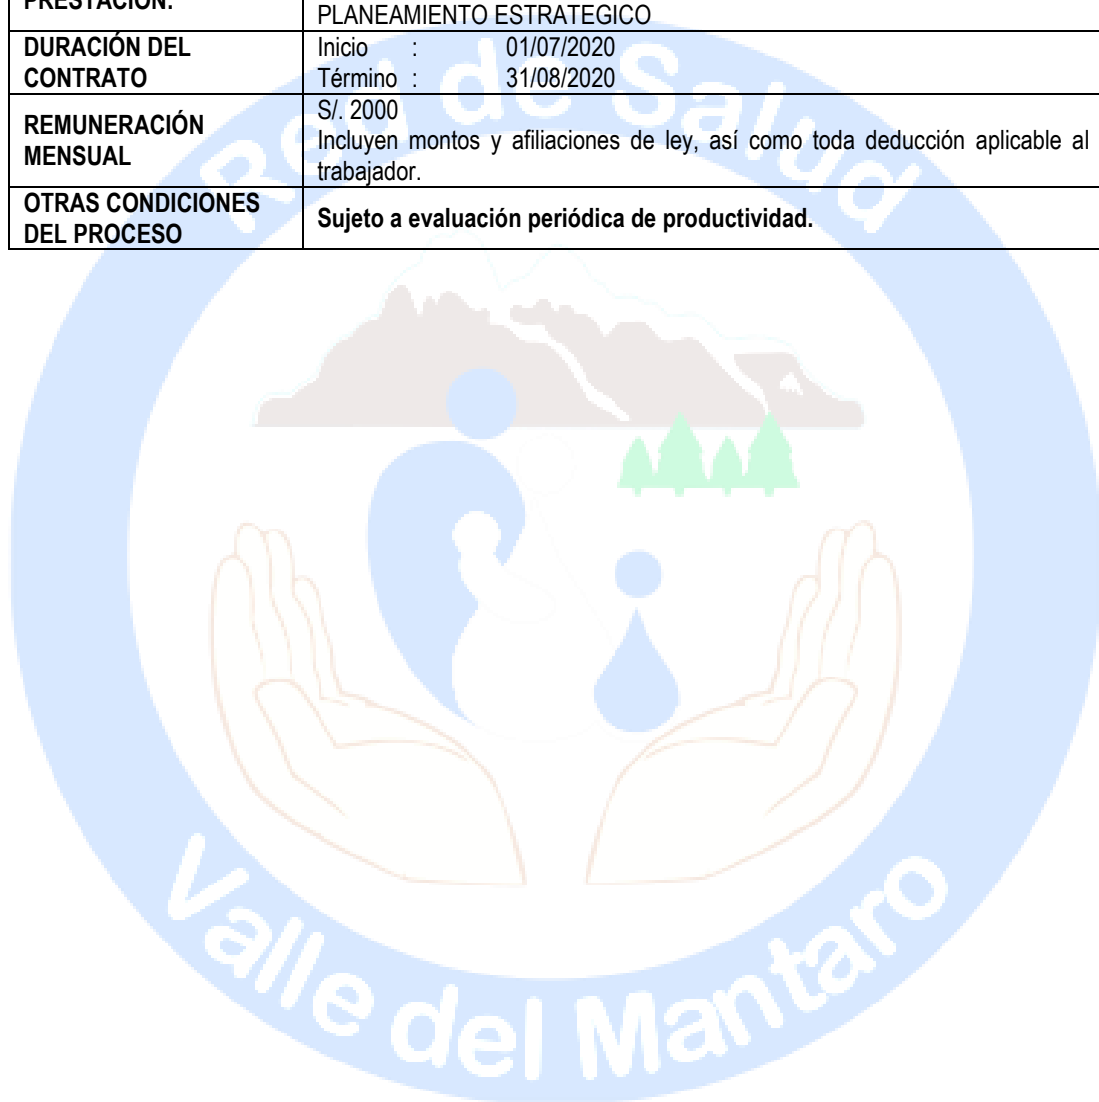 PRESTACIÓN:
PLANEAMIENTO ESTRATEGICO
DURACIÓN DEL
CONTRATO
Inicio : 01/07/2020
Término : 31/08/2020
REMUNERACIÓN
MENSUAL
S/. 2000
Incluyen montos y afiliaciones de ley, así como toda deducción aplicable al
trabajador.
OTRAS CONDICIONES
DEL PROCESO
Sujeto a evaluación periódica de productividad.
Red de Salud
Valle del Mantaro